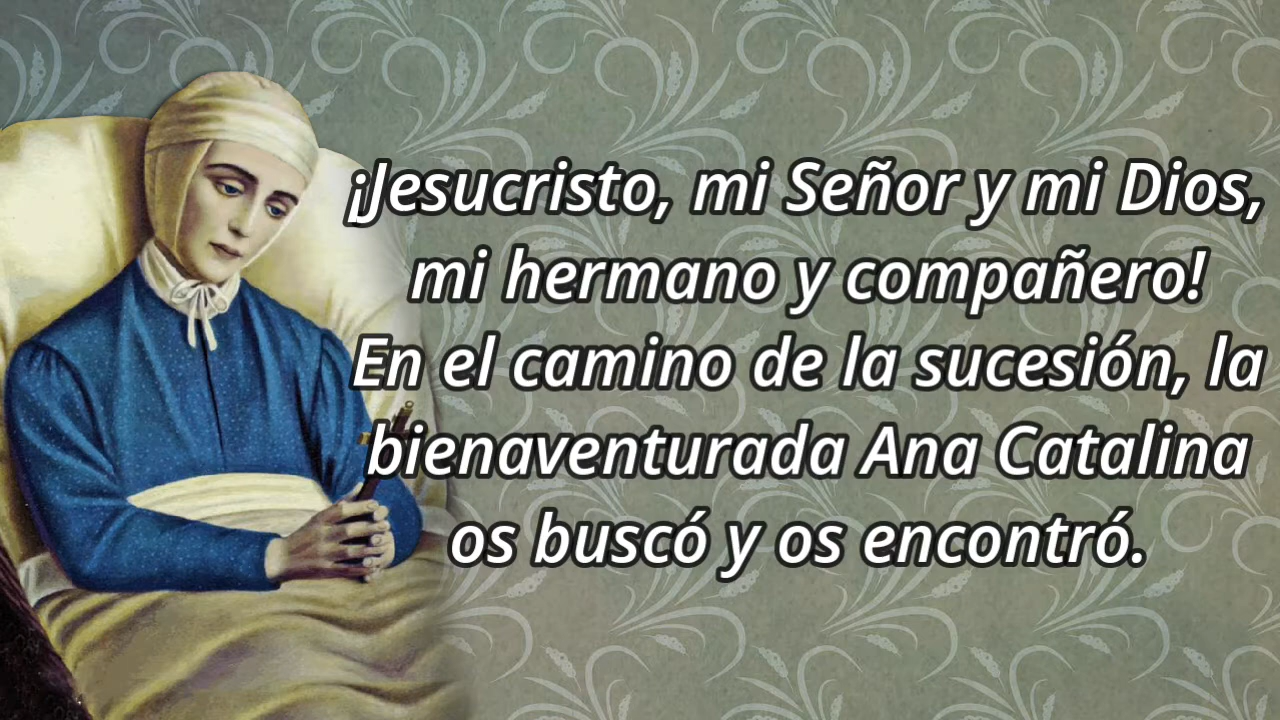 ¡Jesucristo, mi Señor y mi Dios,
mi hermano y compañero!
En el camino de la sucesión, la
bienaventurada Ana Catalina
os buscó y os encontró.